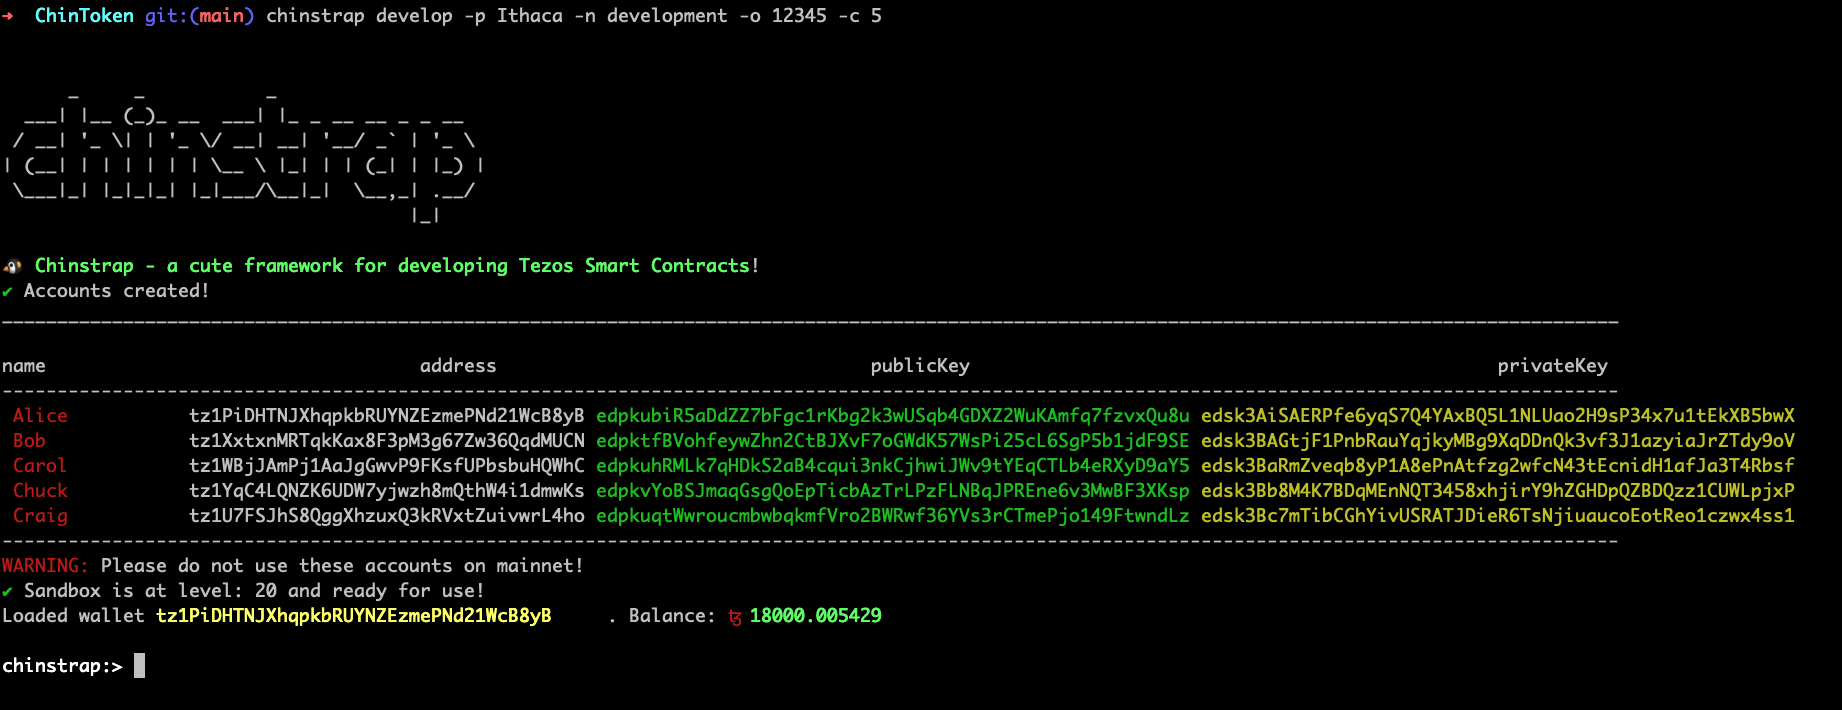 ➜ ChinToken git:(main) chinstrap develop -p Ithaca -n development -o 12345 -c 5
chinstrap
Chinstrap - a cute framework for developing Tezos Smart Contracts!
✔ Accounts created!
name address publicKey privateKey
Alice tz1PiDHTNJXhqpkbRUYNZEzmePNd21WcB8yB edpkubiR5aDdZZ7bFgc1rKbg2k3wUSqb4GDXZ2WuKAmfq7fzvxQu8u edsk3AiSAERPfe6yqS7Q4YAxBQ5L1NLUao2H9sP34x7u1tEkXB5bwX
Bob tz1XxtxnMRTqkKax8F3pM3g67Zw36QqdMUCN edpktfBVohfeywZhn2CtBJXvF7oGWdK57WsPi25cL6SgP5b1jdF9SE edsk3BAGtjF1PnbRauYqjkyMBg9XqDDnQk3vf3J1azyiaJrZTdy9oV
Carol tz1WBjJAmPj1AaJgGwvP9FKsfUPbsbuHQWhC edpkuhRMLk7qHDkS2aB4cqui3nkCjhwiJWv9tYEqCTLb4eRXyD9aY5 edsk3BaRmZveqb8yP1A8ePnAtfzg2wfcN43tEcnidH1afJa3T4Rbsf
Chuck tz1YqC4LQNZK6UDW7yjwzh8mQthW4i1dmwKs edpkvYoBSJmaqGsgQoEpTicbAzTrLPzFLNBqJPREne6v3MwBF3XKsp edsk3Bb8M4K7BDqMEnNQT3458xhjirY9hZGHDpQZBDQzz1CUWLpjxP
Craig tz1U7FSJhS8QggXhzuxQ3kRVxtZuivwrL4ho edpkuqtWwroucmbwbqkmfVro2BWRwf36YVs3rCTmePjo149FtwndLz edsk3Bc7mTibCGhYivUSRATJDieR6TsNjiuaucoEotReo1czwx4ss1
WARNING: Please do not use these accounts on mainnet!
✔ Sandbox is at level: 20 and ready for use!
Loaded wallet tz1PiDHTNJXhqpkbRUYNZEzmePNd21WcB8yB . Balance: ꜩ 18000.005429
chinstrap:>